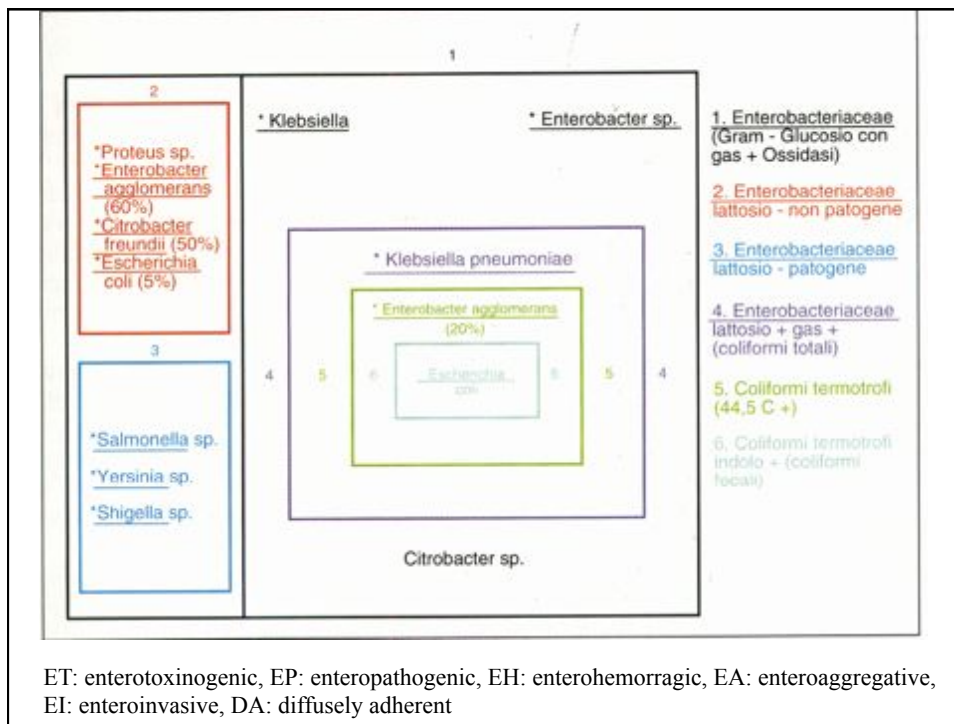 1
2
*Proteus sp.
*Enterobacter
agglomerans
(60%)
*Citrobacter
freundii (50%)
*Escherichia
coli (5%)
3
*Salmonella sp.
*Yersinia sp.
*Shigella sp.
* Klebsiella
* Enterobacter sp.
* Klebsiella pneumoniae
* Enterobacter agglomerans
(20%)
4 5 6 Escherichia 6 5 4
coli
Citrobacter sp.
1. Enterobacteriaceae
(Gram - Glucosio con
gas + Ossidasi)
2. Enterobacteriaceae
lattosio - non patogene
3. Enterobacteriaceae
lattosio - patogene
4. Enterobacteriaceae
lattosio + gas +
(coliformi totali)
5. Coliformi termotrofi
(44,5 C +)
6. Coliformi termotrofi
indolo + (coliformi
fecali)
ET: enterotoxinogenic, EP: enteropathogenic, EH: enterohemorragic, EA: enteroaggregative,
EI: enteroinvasive, DA: diffusely adherent